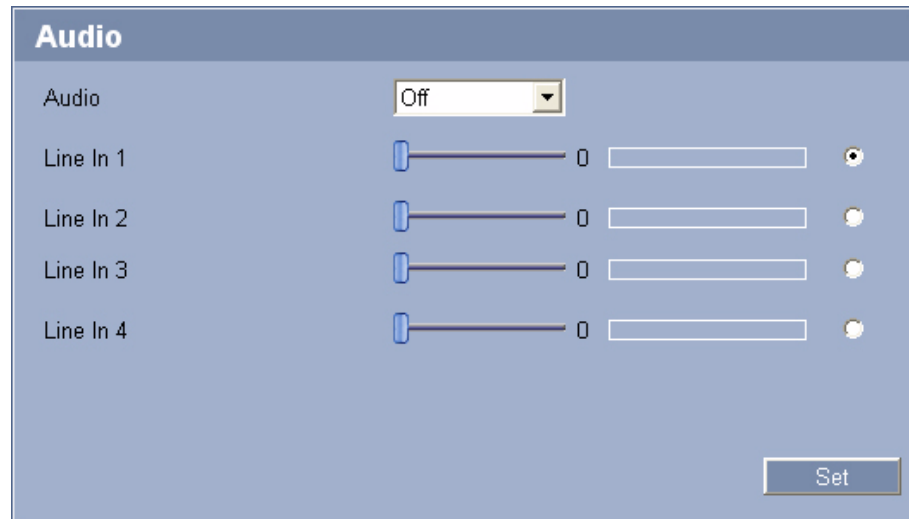 Audio
Audio Off
Line In 1 0
Line In 2 0
Line In 3 0
Line In 4 0
Set